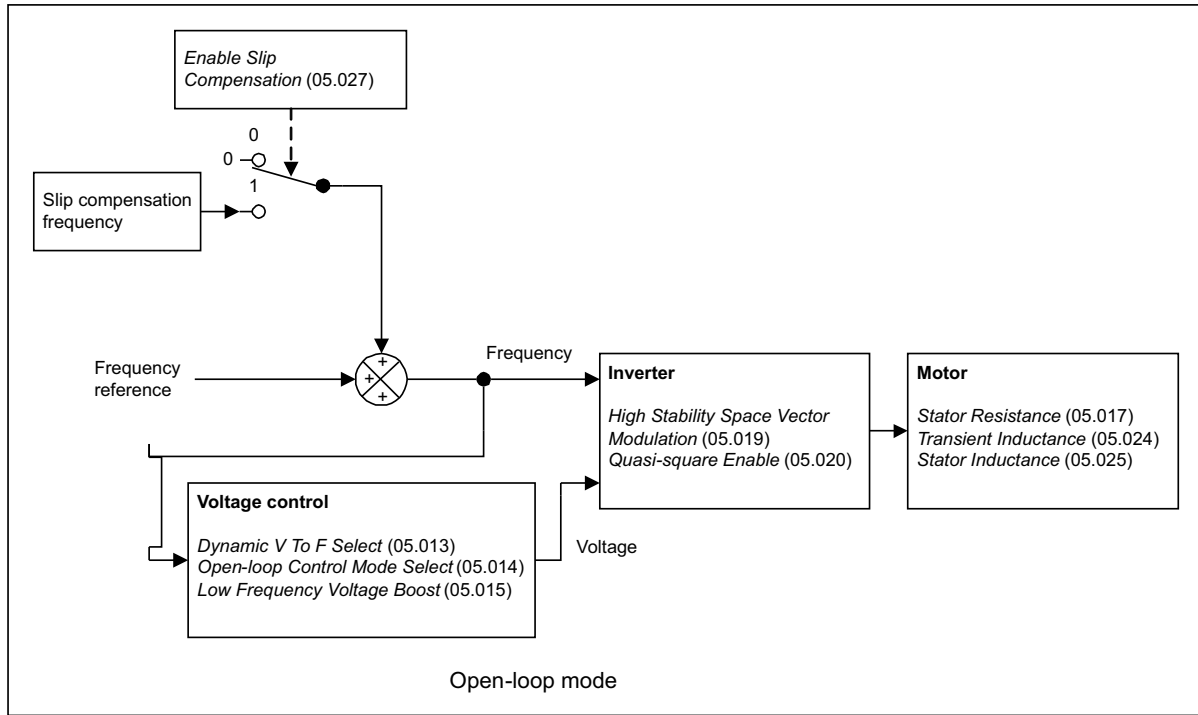 Enable Slip
Compensation (05.027)
0
0
1
Slip compensation
frequency
Frequency
reference
+
+
+
Frequency
Inverter
High Stability Space Vector
Modulation (05.019)
Quasi-square Enable (05.020)
Motor
Stator Resistance (05.017)
Transient Inductance (05.024)
Stator Inductance (05.025)
Voltage control
Dynamic V To F Select (05.013)
Open-loop Control Mode Select (05.014)
Low Frequency Voltage Boost (05.015)
Voltage
Open-loop mode